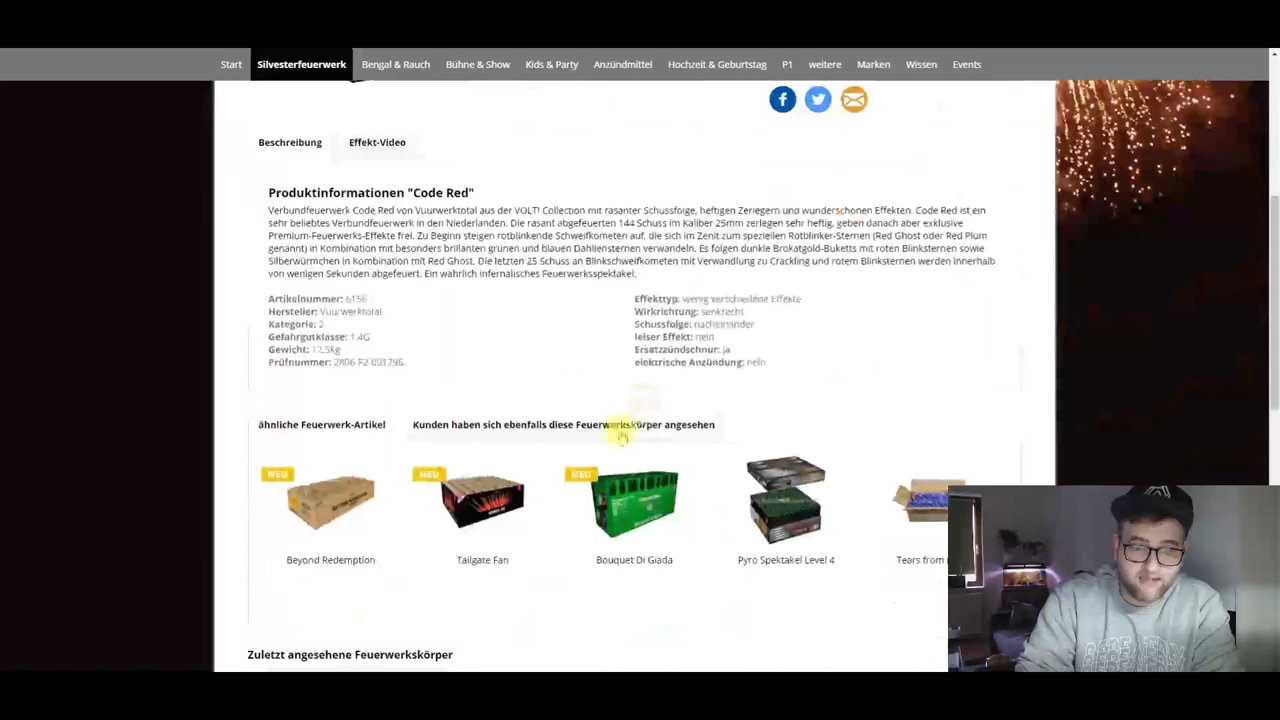 Start Silvesterfeuerwerk Bengal & Rauch Bühne & Show Kids & Party Anzündmittel Hochzeit & Geburtstag P1 weitere Marken Wissen Events
Beschreibung Effekt-Video
Produktinformationen "Code Red"
Verbundfeuerwerk Code Red von Vuurwerktotal aus der VOLT! Collection mit rasanter Schussfolge, heftigen Zerlegern und wunderschönen Effekten. Code Red ist ein
sehr beliebtes Verbundfeuerwerk in den Niederlanden. Die rasant abgefeuerten 144 Schuss im Kaliber 25mm zerlegen sehr heftig, geben danach aber exklusive
Premium-Feuerwerks-Effekte frei. Zu Beginn steigen rotblinkende Schweifkometen auf, die sich im Zenit zum speziellen Rotblinker-Sternen (Red Ghost oder Red Plum
genannt) in Kombination mit besonders brillanten grünen und blauen Dahliensternen verwandeln. Es folgen dunkle Brokatgold-Buketts mit roten Blinksternen sowie
Silberwürmchen in Kombination mit Red Ghost. Die letzten 25 Schuss an Blinkschweifkometen mit Verwandlung zu Crackling und rotem Blinksternen werden innerhalb
von wenigen Sekunden abgefeuert. Ein wahrlich infernalisches Feuerwerksspektakel.
Artikelnummer: 6156 Effekttyp: wenig verschiedene Effekte
Hersteller: Vuurwerktotal Wirkrichtung: senkrecht
Kategorie: 2 Schussfolge: nacheinander
Gefahrgutklasse: 1.4G leiser Effekt: nein
Gewicht: 17,5kg Ersatzzündschnur: ja
Prüfnummer: 2806-F2-001796 elektrische Anzündung: nein
ähnliche Feuerwerk-Artikel Kunden haben sich ebenfalls diese Feuerwerkskörper angesehen
NEU NEU NEU
Beyond Redemption Tailgate Fan Bouquet Di Giada Pyro Spektakel Level 4 Tears from
Zuletzt angesehene Feuerwerkskörper